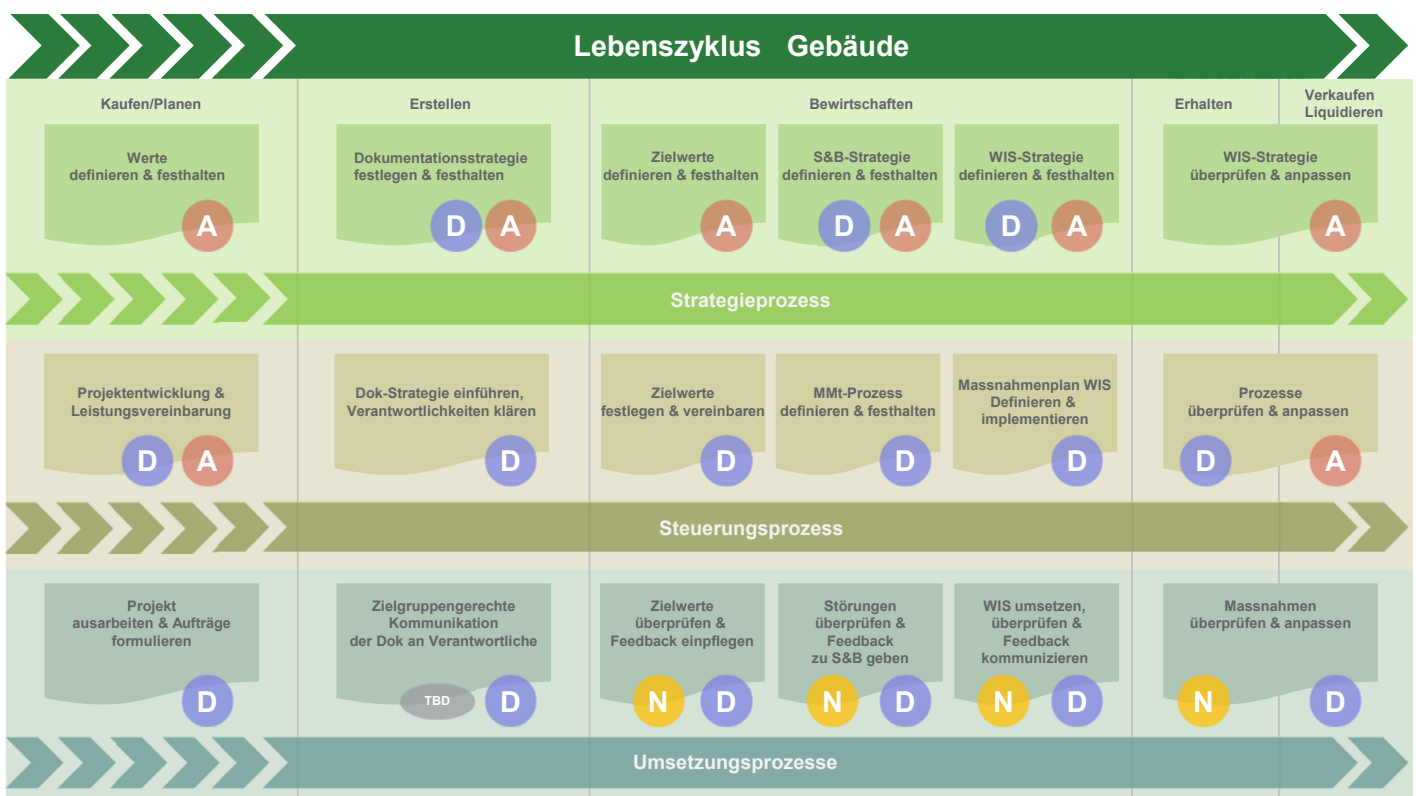 Lebenszyklus Gebäude
Kaufen/Planen
Erstellen
Bewirtschaften
Erhalten
Verkaufen
Liquidieren
Werte
definieren & festhalten
A
Dokumentationsstrategie
festlegen & festhalten
D A
Zielwerte
definieren & festhalten
A
S&B-Strategie
definieren & festhalten
D A
WIS-Strategie
definieren & festhalten
D A
WIS-Strategie
überprüfen & anpassen
A
Strategieprozess
Projektentwicklung &
Leistungsvereinbarung
D A
Dok-Strategie einführen,
Verantwortlichkeiten klären
D
Zielwerte
festlegen & vereinbaren
D
MMt-Prozess
definieren & festhalten
D
Massnahmenplan WIS
Definieren &
implementieren
D
Prozesse
überprüfen & anpassen
D A
Steuerungsprozess
Projekt
ausarbeiten & Aufträge
formulieren
D
Zielgruppengerechte
Kommunikation
der Dok an Verantwortliche
TBD D
Zielwerte
überprüfen &
Feedback einpflegen
N D
Störungen
überprüfen &
Feedback
zu S&B geben
N D
WIS umsetzen,
überprüfen &
Feedback
kommunizieren
N D
Massnahmen
überprüfen & anpassen
N D
Umsetzungsprozesse